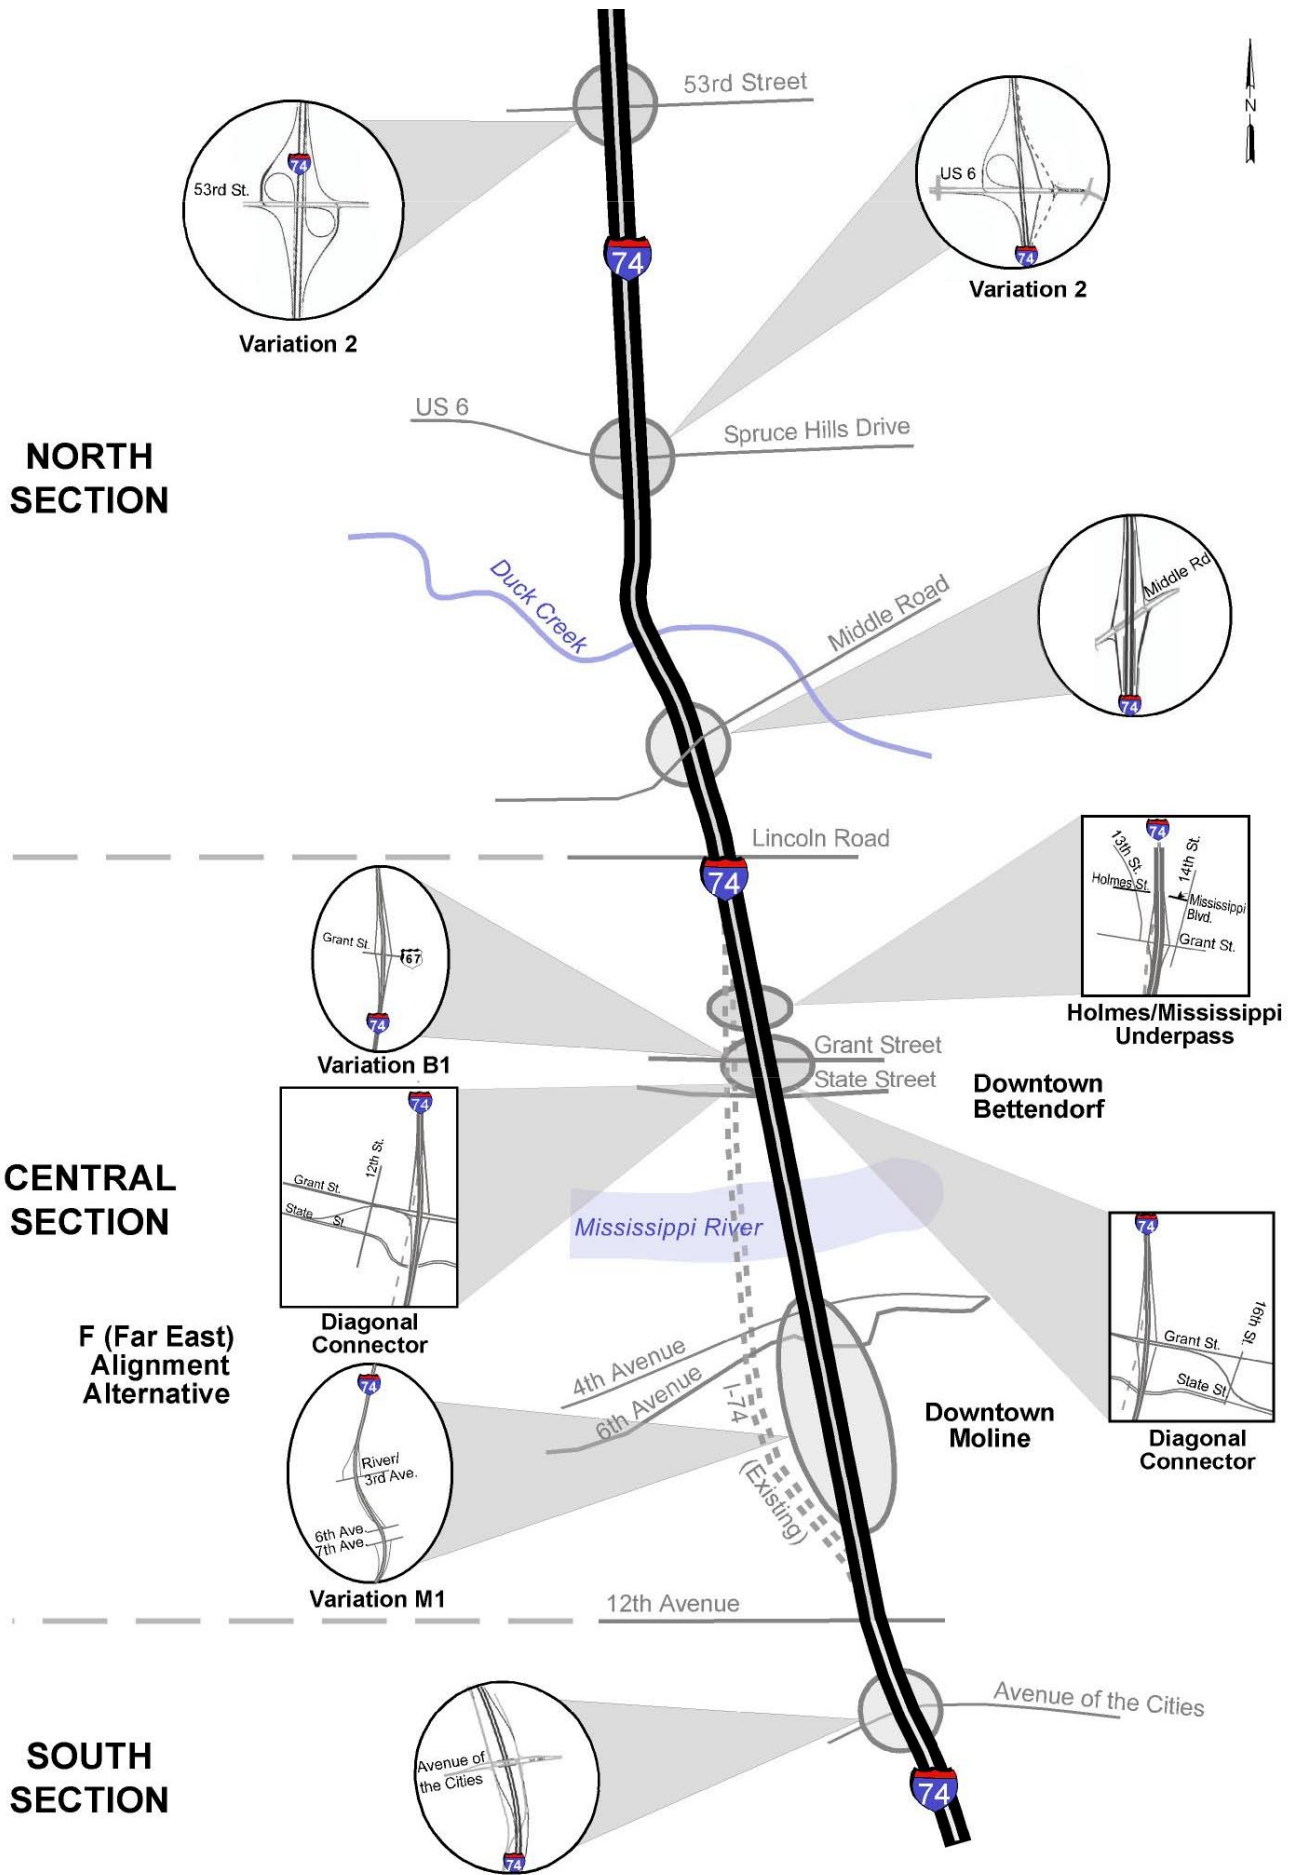 53rd Street
N
74
53rd St.
US 6
74
Variation 2
74
Variation 2
US 6
Spruce Hills Drive
NORTH
SECTION
Duck Creek
Middle Road
Middle Rd
74
Lincoln Road
74
74
13th St.
14th St.
Holmes St.
Mississippi
Blvd.
Grant St.
Holmes/Mississippi
Underpass
Grant St.
67
74
Variation B1
Grant Street
State Street
Downtown
Bettendorf
74
12th St.
Grant St.
State St.
Diagonal
Connector
CENTRAL
SECTION
Mississippi River
74
16th St.
Grant St.
State St.
Diagonal
Connector
F (Far East)
Alignment
Alternative
4th Avenue
6th Avenue
I-74
(Existing)
Downtown
Moline
74
River/
3rd Ave.
6th Ave.
7th Ave.
Variation M1
12th Avenue
Avenue of the Cities
SOUTH
SECTION
Avenue of
the Cities
74
74